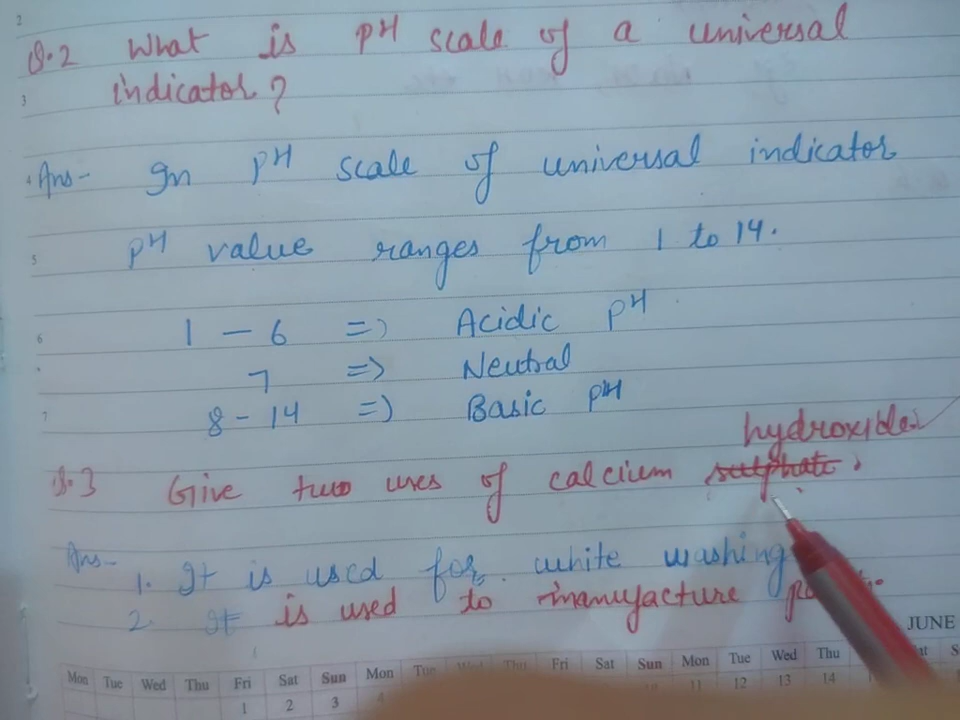 Q.2 What is pH scale of a universal
indicator?
Ans- In pH scale of universal indicator
pH value ranges from 1 to 14.
1 - 6 => Acidic pH
7 => Neutral
8 - 14 => Basic pH
hydroxide
Q.3 Give two uses of calcium sulphate.
Ans-
1. It is used for white washing
2. It is used to manufacture
JUNE
Mon Tue Wed Thu Fri Sat Sun Mon Tue Wed Thu Fri Sat Sun Mon Tue Wed Thu
1 2 3 4 11 12 13 14